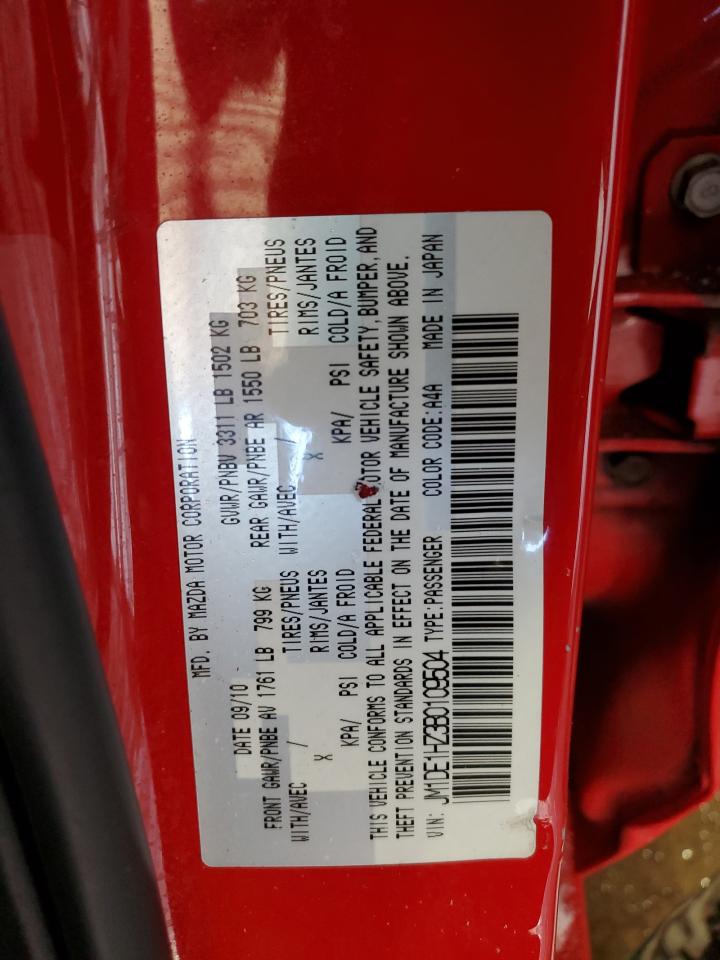 MFD. BY MAZDA MOTOR CORPORATION
DATE 09/10 GVWR/PNBV 3311 LB 1502 KG
FRONT GAWR/PNBE AV 1761 LB 799 KG REAR GAWR/PNBE AR 1550 LB 703 KG
WITH/AVEC / TIRES/PNEUS WITH/AVEC / TIRES/PNEUS
X RIMS/JANTES X RIMS/JANTES
KPA/ PSI COLD/A FROID KPA/ PSI COLD/A FROID
THIS VEHICLE CONFORMS TO ALL APPLICABLE FEDERAL MOTOR VEHICLE SAFETY, BUMPER, AND
THEFT PREVENTION STANDARDS IN EFFECT ON THE DATE OF MANUFACTURE SHOWN ABOVE.
VIN: JM1DE1HZ3B0109504 TYPE:PASSENGER COLOR CODE:A4A MADE IN JAPAN